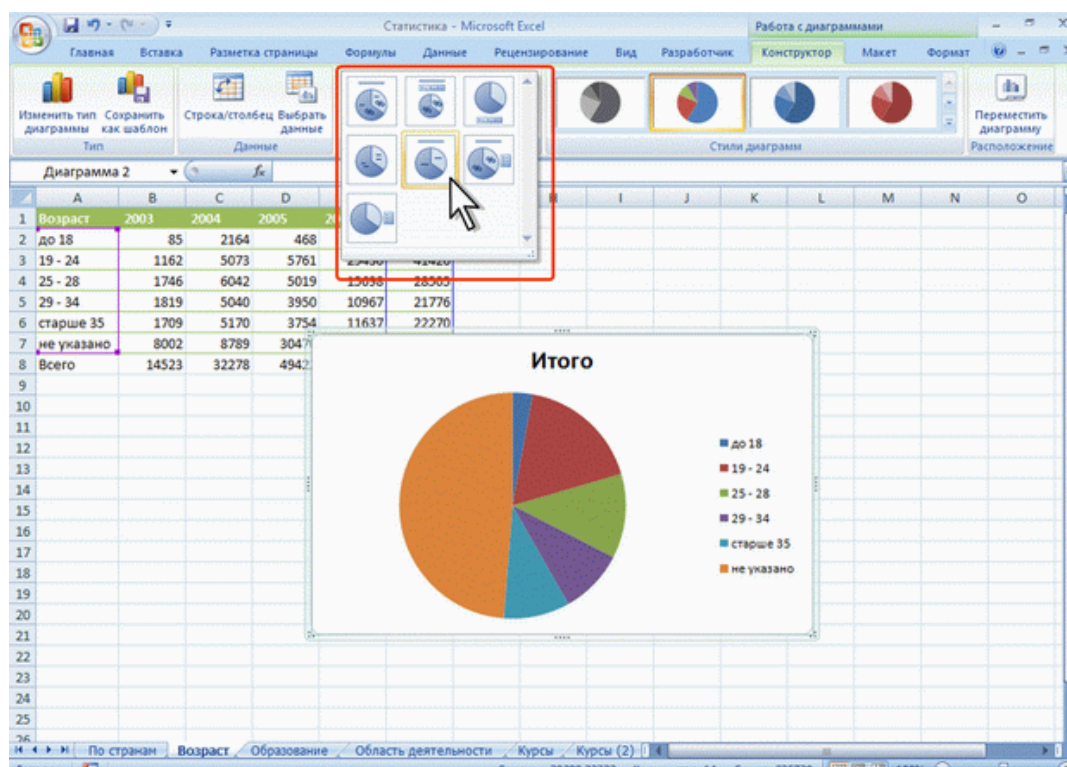 Статистика - Microsoft Excel
Работа с диаграммами
Главная Вставка Разметка страницы Формулы Данные Рецензирование Вид Разработчик Конструктор Макет Формат
Изменить тип диаграммы
Сохранить как шаблон
Строка/столбец
Выбрать данные
Переместить диаграмму
Тип
Данные
Стили диаграмм
Расположение
Диаграмма 2
fx
A B C D H I J K L M N O
1 Возраст 2003 2004 2005
2 до 18 85 2164 468
3 19 - 24 1162 5073 5761
4 25 - 28 1746 6042 5019
5 29 - 34 1819 5040 3950 10967 21776
6 старше 35 1709 5170 3754 11637 22270
7 не указано 8002 8789
8 Всего 14523 32278
9
10
11
12
13
14
15
16
17
18
19
20
21
22
23
24
25
26
Итого
до 18
19 - 24
25 - 28
29 - 34
старше 35
не указано
По странам Возраст Образование Область деятельности Курсы Курсы (2)